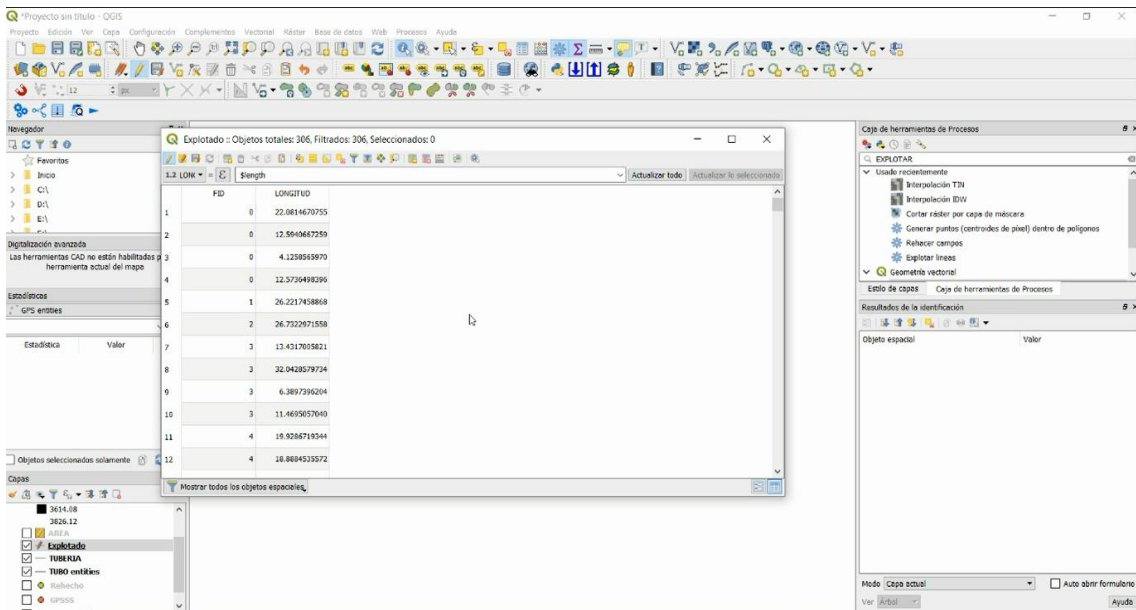 *Proyecto sin título - QGIS
Proyecto Edición Ver Capa Configuración Complementos Vectorial Ráster Base de datos Web Procesos Ayuda
12 px
Navegador
Favoritos
Inicio
C:\
D:\
E:\
Digitalización avanzada
Las herramientas CAD no están habilitadas p
herramienta actual del mapa
Estadísticas
GPS entities
Estadística Valor
Objetos seleccionados solamente
Capas
3614.08
3826.12
AREA
Explotado
TUBERIA
TUBO entities
Rehecho
GPSSS
Explotado :: Objetos totales: 306, Filtrados: 306, Seleccionados: 0
1.2 LON = ε $length Actualizar todo Actualizar lo seleccionado
FID LONGITUD
1 0 22.0814670755
2 0 12.5940667259
3 0 4.1258565970
4 0 12.5736498396
5 1 26.2217458868
6 2 26.7322971558
7 3 13.4317005821
8 3 32.0428579734
9 3 6.3897396204
10 3 11.4695057040
11 4 19.9286719344
12 4 18.8884535572
Mostrar todos los objetos espaciales
Caja de herramientas de Procesos
EXPLOTAR
Usado recientemente
Interpolación TIN
Interpolación IDW
Cortar ráster por capa de máscara
Generar puntos (centroides de píxel) dentro de polígonos
Rehacer campos
Explotar líneas
Geometría vectorial
Estilo de capas Caja de herramientas de Procesos
Resultados de la identificación
Objeto espacial Valor
Modo Capa actual Auto abrir formulario
Ver Árbol Ayuda